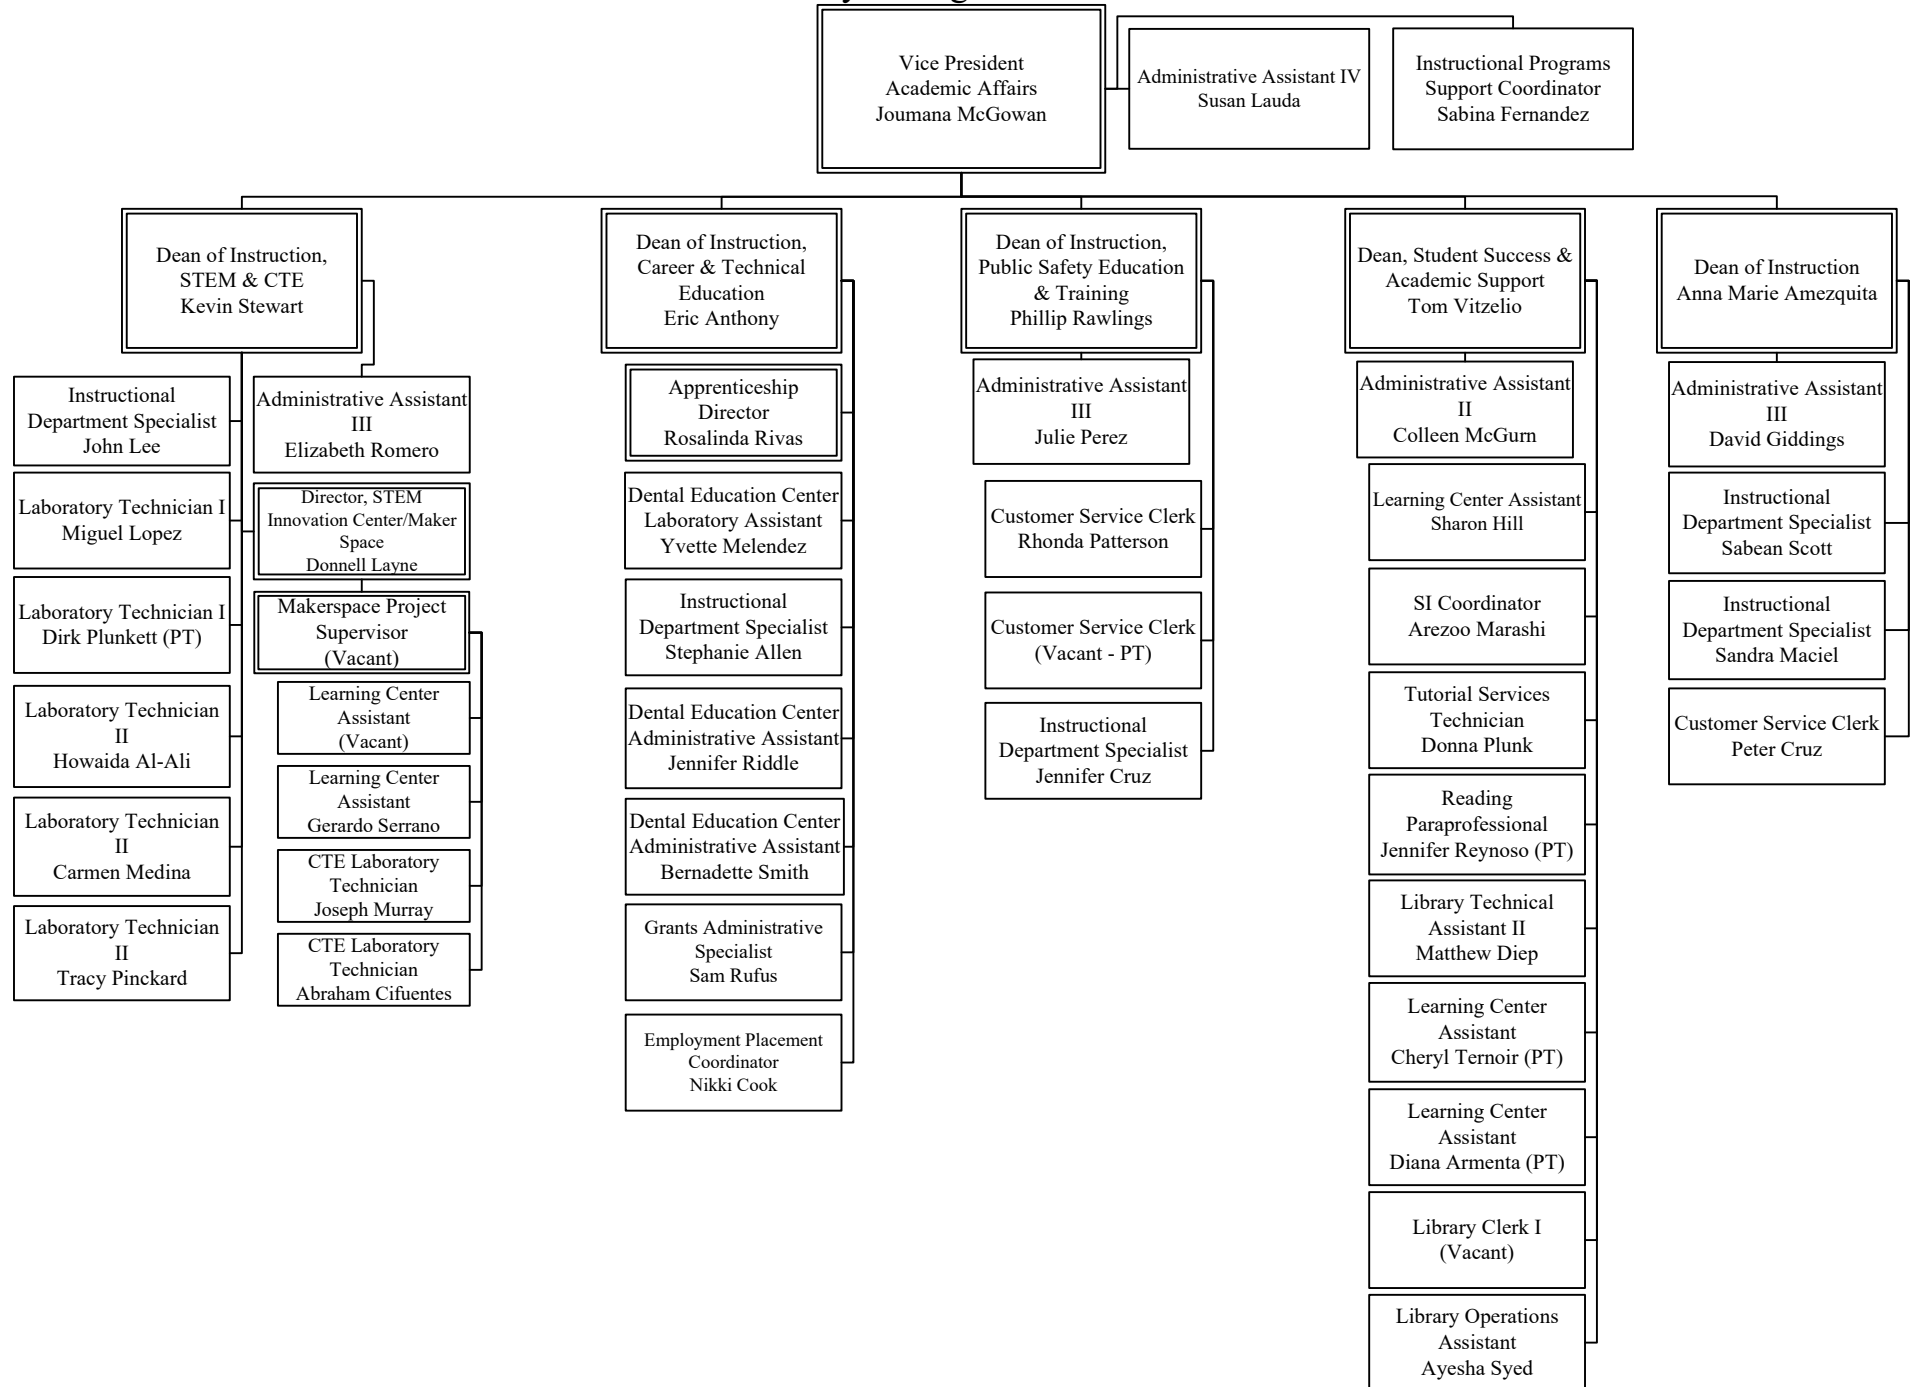 Vice President
Academic Affairs
Joumana McGowan
Administrative Assistant IV
Susan Lauda
Instructional Programs
Support Coordinator
Sabina Fernandez
Dean of Instruction,
STEM & CTE
Kevin Stewart
Instructional
Department Specialist
John Lee
Laboratory Technician I
Miguel Lopez
Laboratory Technician I
Dirk Plunkett (PT)
Laboratory Technician
II
Howaida Al-Ali
Laboratory Technician
II
Carmen Medina
Laboratory Technician
II
Tracy Pinckard
Administrative Assistant
III
Elizabeth Romero
Director, STEM
Innovation Center/Maker
Space
Donnell Layne
Makerspace Project
Supervisor
(Vacant)
Learning Center
Assistant
(Vacant)
Learning Center
Assistant
Gerardo Serrano
CTE Laboratory
Technician
Joseph Murray
CTE Laboratory
Technician
Abraham Cifuentes
Dean of Instruction,
Career & Technical
Education
Eric Anthony
Apprenticeship
Director
Rosalinda Rivas
Dental Education Center
Laboratory Assistant
Yvette Melendez
Instructional
Department Specialist
Stephanie Allen
Dental Education Center
Administrative Assistant
Jennifer Riddle
Dental Education Center
Administrative Assistant
Bernadette Smith
Grants Administrative
Specialist
Sam Rufus
Employment Placement
Coordinator
Nikki Cook
Dean of Instruction,
Public Safety Education
& Training
Phillip Rawlings
Administrative Assistant
III
Julie Perez
Customer Service Clerk
Rhonda Patterson
Customer Service Clerk
(Vacant - PT)
Instructional
Department Specialist
Jennifer Cruz
Dean, Student Success &
Academic Support
Tom Vitzelio
Administrative Assistant
II
Colleen McGurn
Learning Center Assistant
Sharon Hill
SI Coordinator
Arezoo Marashi
Tutorial Services
Technician
Donna Plunk
Reading
Paraprofessional
Jennifer Reynoso (PT)
Library Technical
Assistant II
Matthew Diep
Learning Center
Assistant
Cheryl Ternoir (PT)
Learning Center
Assistant
Diana Armenta (PT)
Library Clerk I
(Vacant)
Library Operations
Assistant
Ayesha Syed
Dean of Instruction
Anna Marie Amezquita
Administrative Assistant
III
David Giddings
Instructional
Department Specialist
Sabean Scott
Instructional
Department Specialist
Sandra Maciel
Customer Service Clerk
Peter Cruz